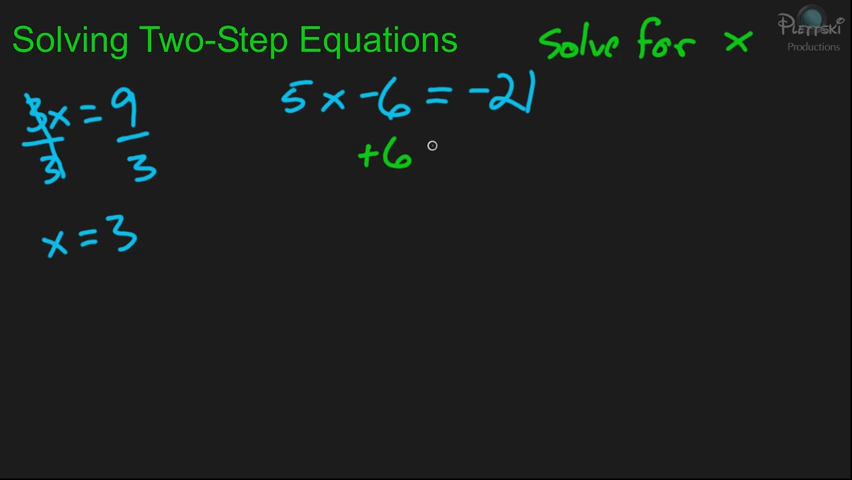 Solving Two-Step Equations
Solve for x
PLETTSKI
Productions
3x = 9
3 3
x = 3
5x - 6 = -21
+6